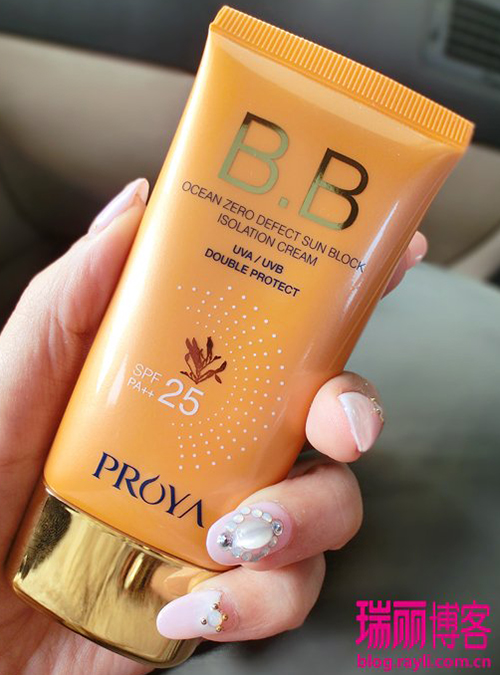 B.B
OCEAN ZERO DEFECT SUN BLOCK
ISOLATION CREAM
UVA / UVB
DOUBLE PROTECT
SPF 25
PA++
PROYA
瑞丽博客
blog.rayli.com.cn